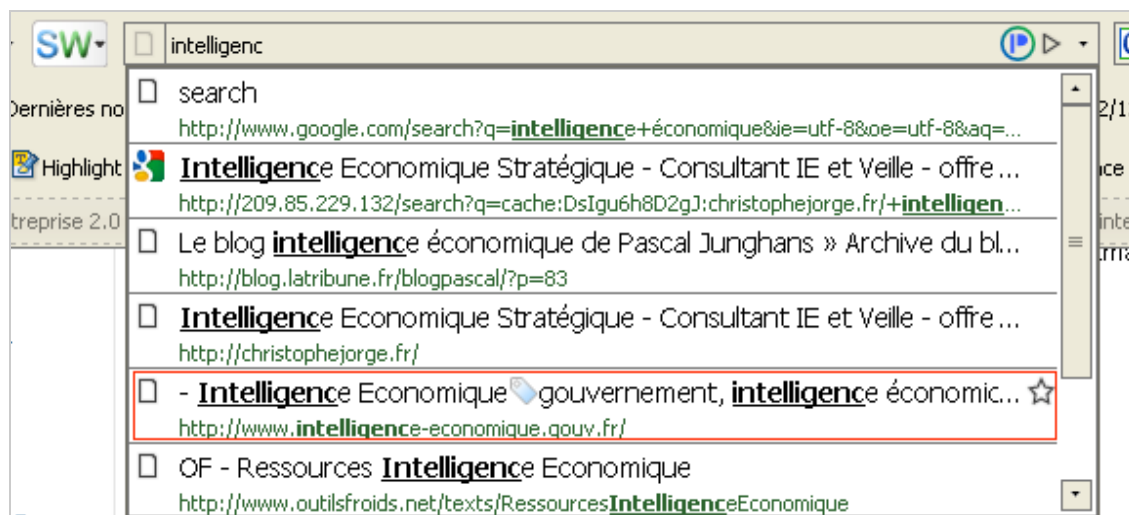 SW
intelligenc
Dernières no
search
2/1
http://www.google.com/search?q=intelligence+économique&ie=utf-8&oe=utf-8&aq=...
Highlight
Intelligence Economique Stratégique - Consultant IE et Veille - offre ...
http://209.85.229.132/search?q=cache:DsIgu6h8D2gJ:christophejorge.fr/+intelligen...
treprise 2.0
Le blog intelligence économique de Pascal Junghans » Archive du bl...
http://blog.latribune.fr/blogpascal/?p=83
Intelligence Economique Stratégique - Consultant IE et Veille - offre ...
http://christophejorge.fr/
- Intelligence Economique gouvernement, intelligence économic...
http://www.intelligence-economique.gouv.fr/
OF - Ressources Intelligence Economique
http://www.outilsfroids.net/texts/RessourcesIntelligenceEconomique